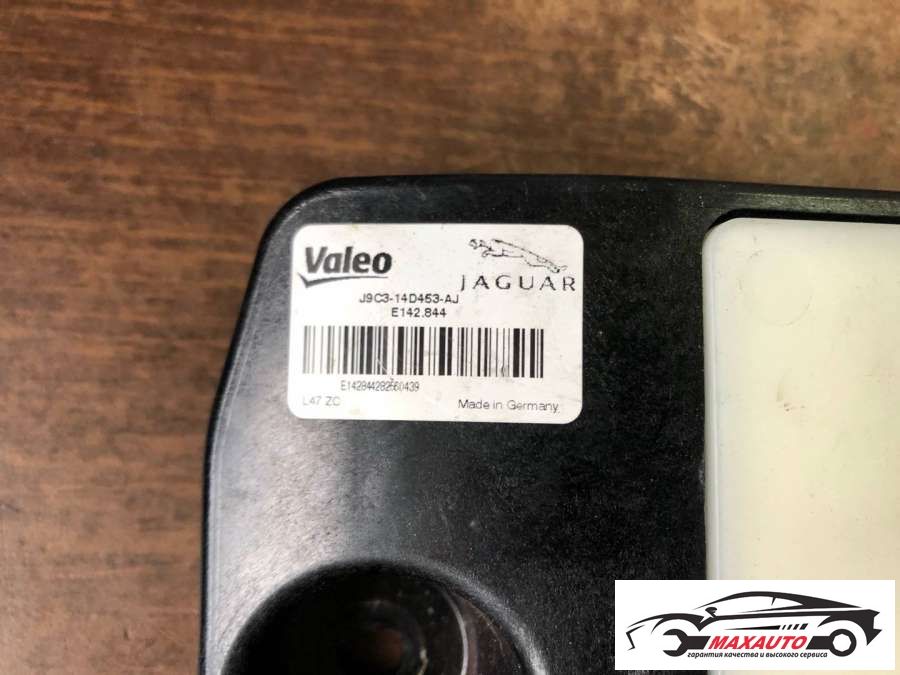 Valeo
JAGUAR
J9C3-14D453-AJ
E142.844
E142844282560439
L47 ZC
Made in Germany
MAXAUTO
гарантия качества и высокого сервиса